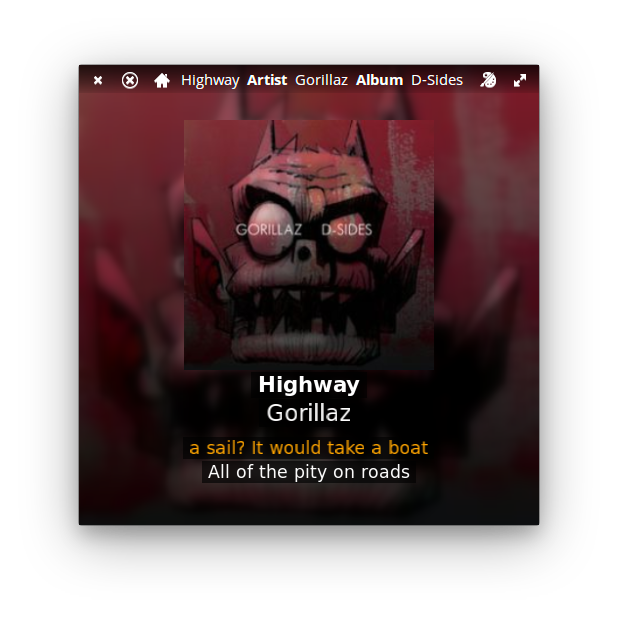 Highway Artist Gorillaz Album D-Sides
GORILLAZ D-SIDES
Highway
Gorillaz
a sail? It would take a boat
All of the pity on roads